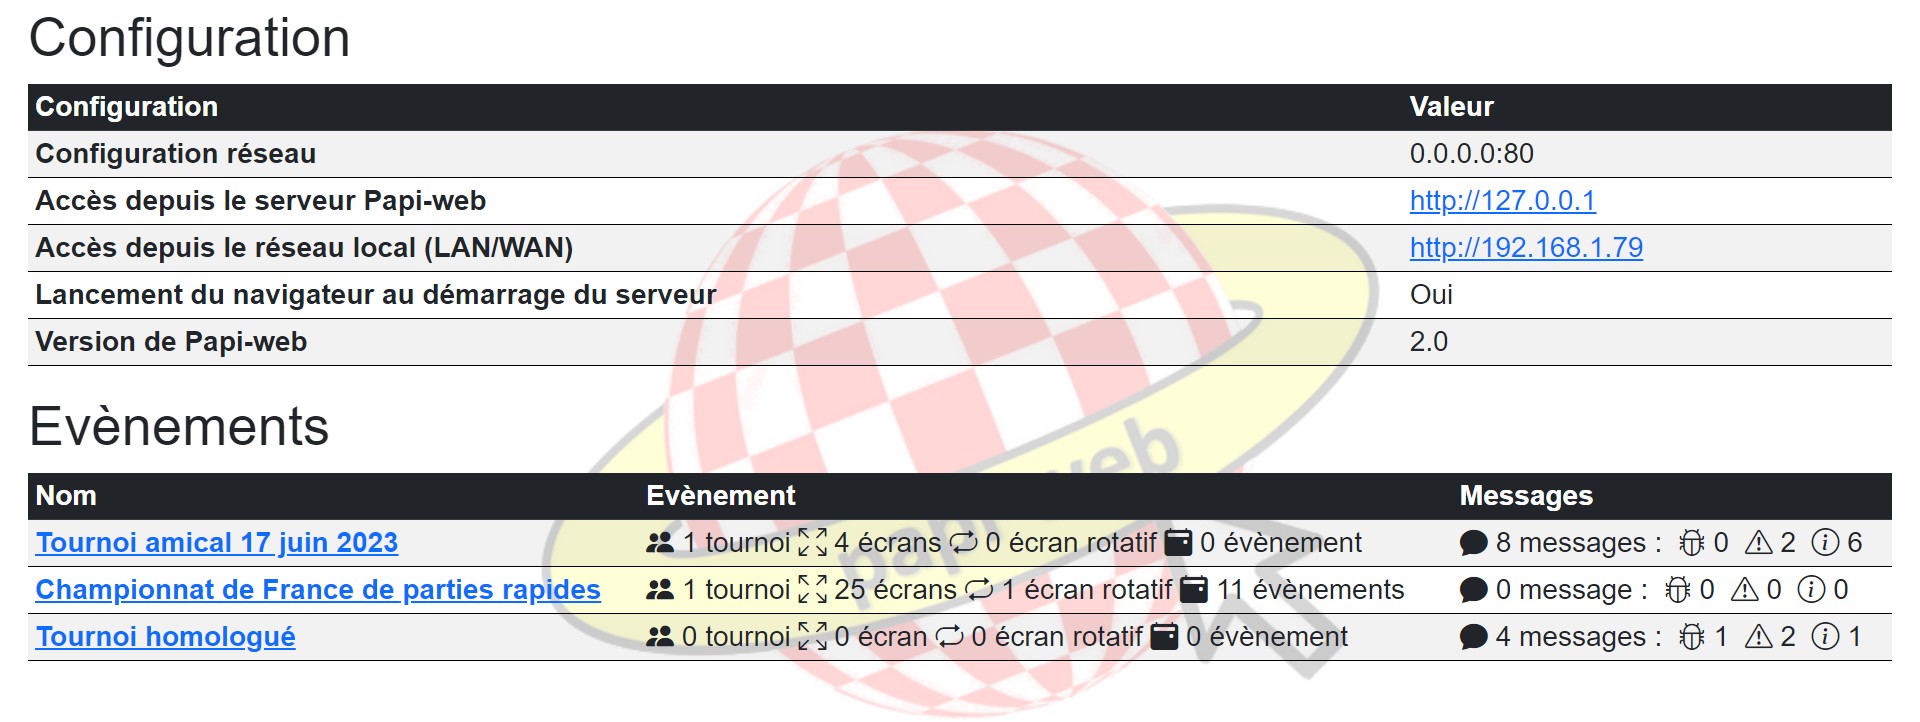 Configuration
Configuration Valeur
Configuration réseau 0.0.0.0:80
Accès depuis le serveur Papi-web http://127.0.0.1
Accès depuis le réseau local (LAN/WAN) http://192.168.1.79
Lancement du navigateur au démarrage du serveur Oui
Version de Papi-web 2.0
Evènements
Nom Evènement Messages
Tournoi amical 17 juin 2023 1 tournoi 4 écrans 0 écran rotatif 0 évènement 8 messages : 0 2 6
Championnat de France de parties rapides 1 tournoi 25 écrans 1 écran rotatif 11 évènements 0 message : 0 0 0
Tournoi homologué 0 tournoi 0 écran 0 écran rotatif 0 évènement 4 messages : 1 2 1
papi-web